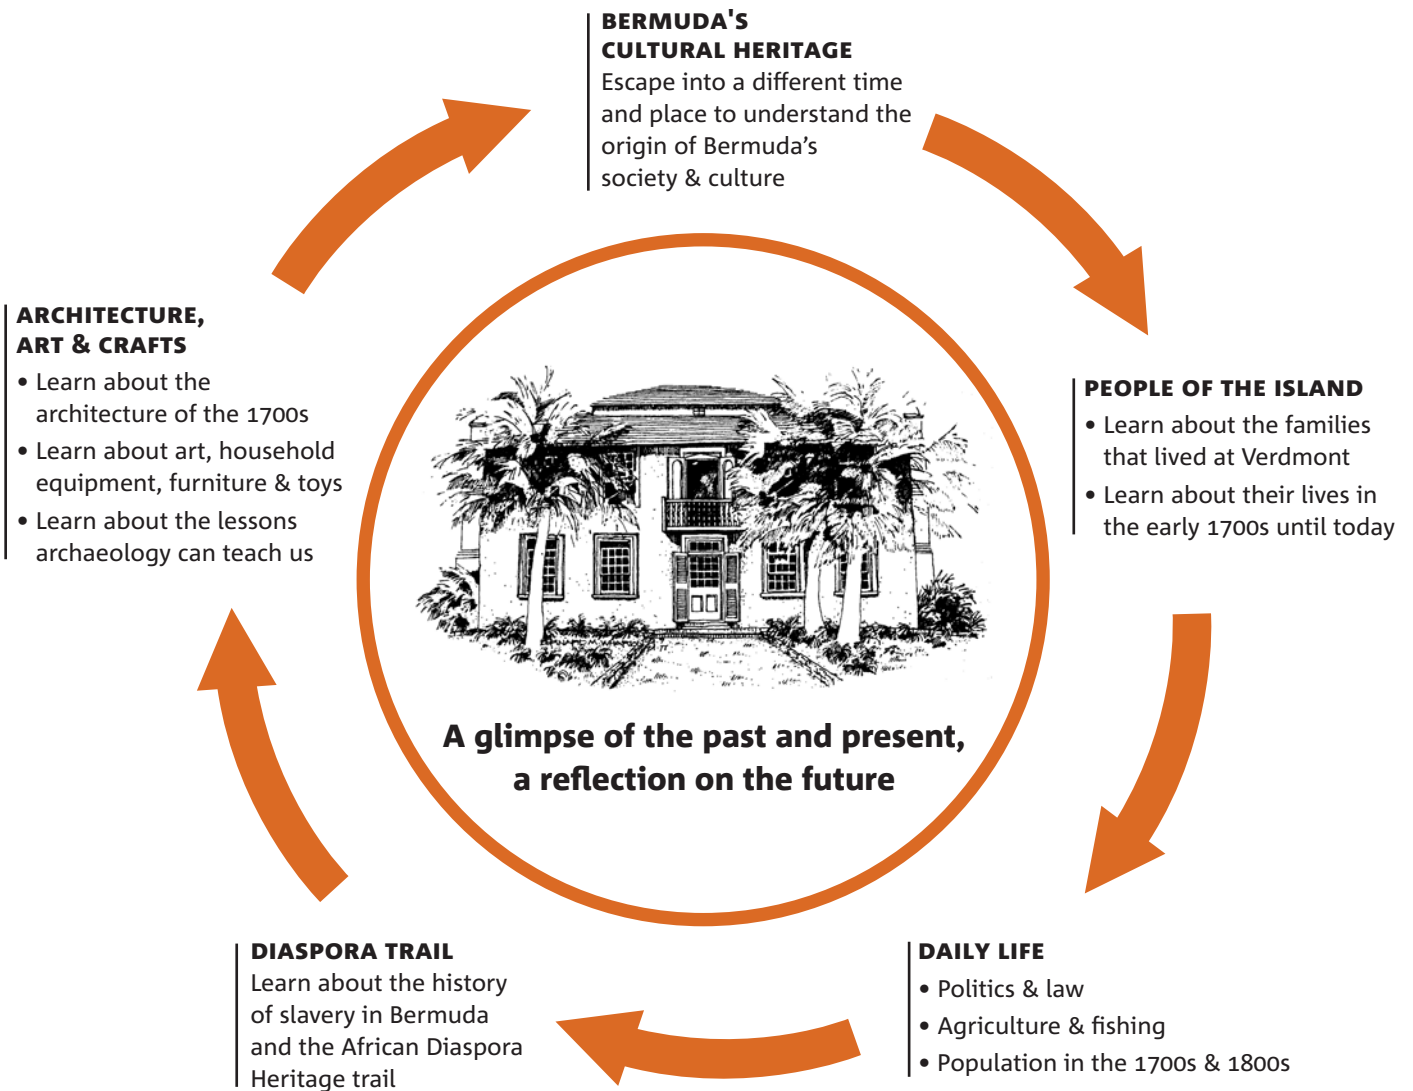 BERMUDA'S
CULTURAL HERITAGE
Escape into a different time
and place to understand the
origin of Bermuda’s
society & culture
PEOPLE OF THE ISLAND
• Learn about the families
that lived at Verdmont
• Learn about their lives in
the early 1700s until today
DAILY LIFE
• Politics & law
• Agriculture & fishing
• Population in the 1700s & 1800s
DIASPORA TRAIL
Learn about the history
of slavery in Bermuda
and the African Diaspora
Heritage trail
ARCHITECTURE,
ART & CRAFTS
• Learn about the
architecture of the 1700s
• Learn about art, household
equipment, furniture & toys
• Learn about the lessons
archaeology can teach us
A glimpse of the past and present,
a reflection on the future